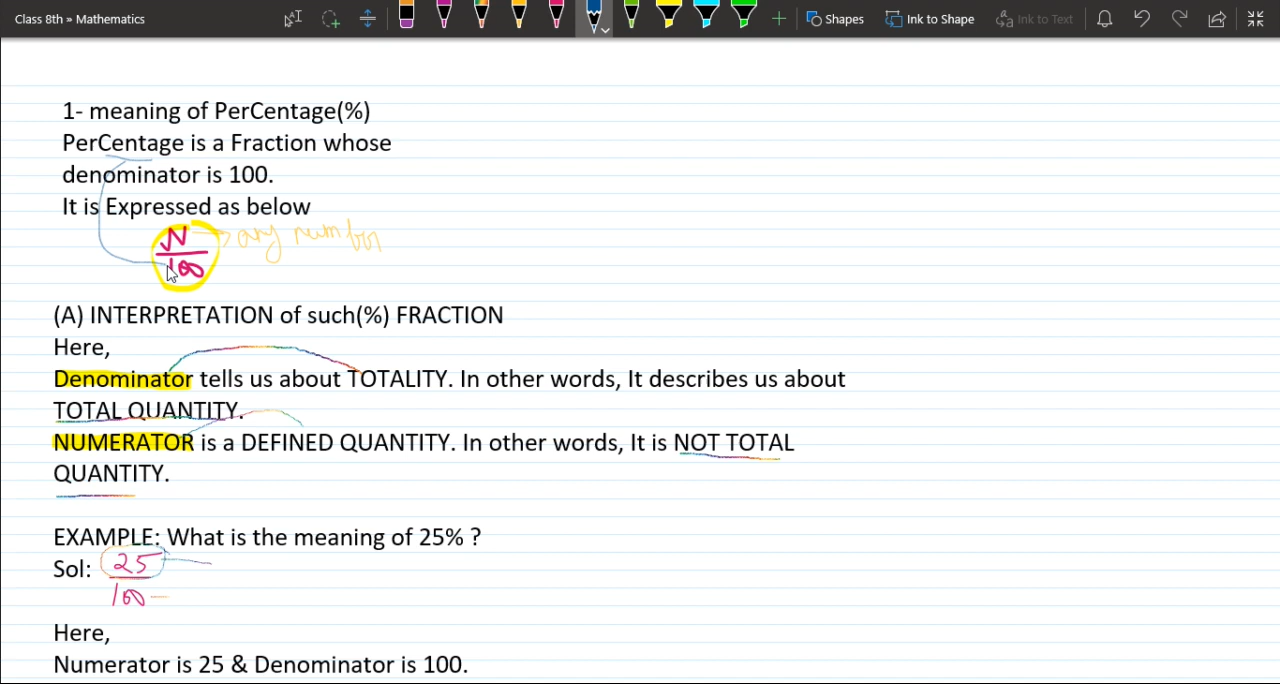 Class 8th » Mathematics
Shapes
Ink to Shape
Ink to Text
1- meaning of PerCentage(%)
PerCentage is a Fraction whose
denominator is 100.
It is Expressed as below
N any number
100
(A) INTERPRETATION of such(%) FRACTION
Here,
Denominator tells us about TOTALITY. In other words, It describes us about
TOTAL QUANTITY.
NUMERATOR is a DEFINED QUANTITY. In other words, It is NOT TOTAL
QUANTITY.
EXAMPLE: What is the meaning of 25% ?
Sol: 25
100
Here,
Numerator is 25 & Denominator is 100.